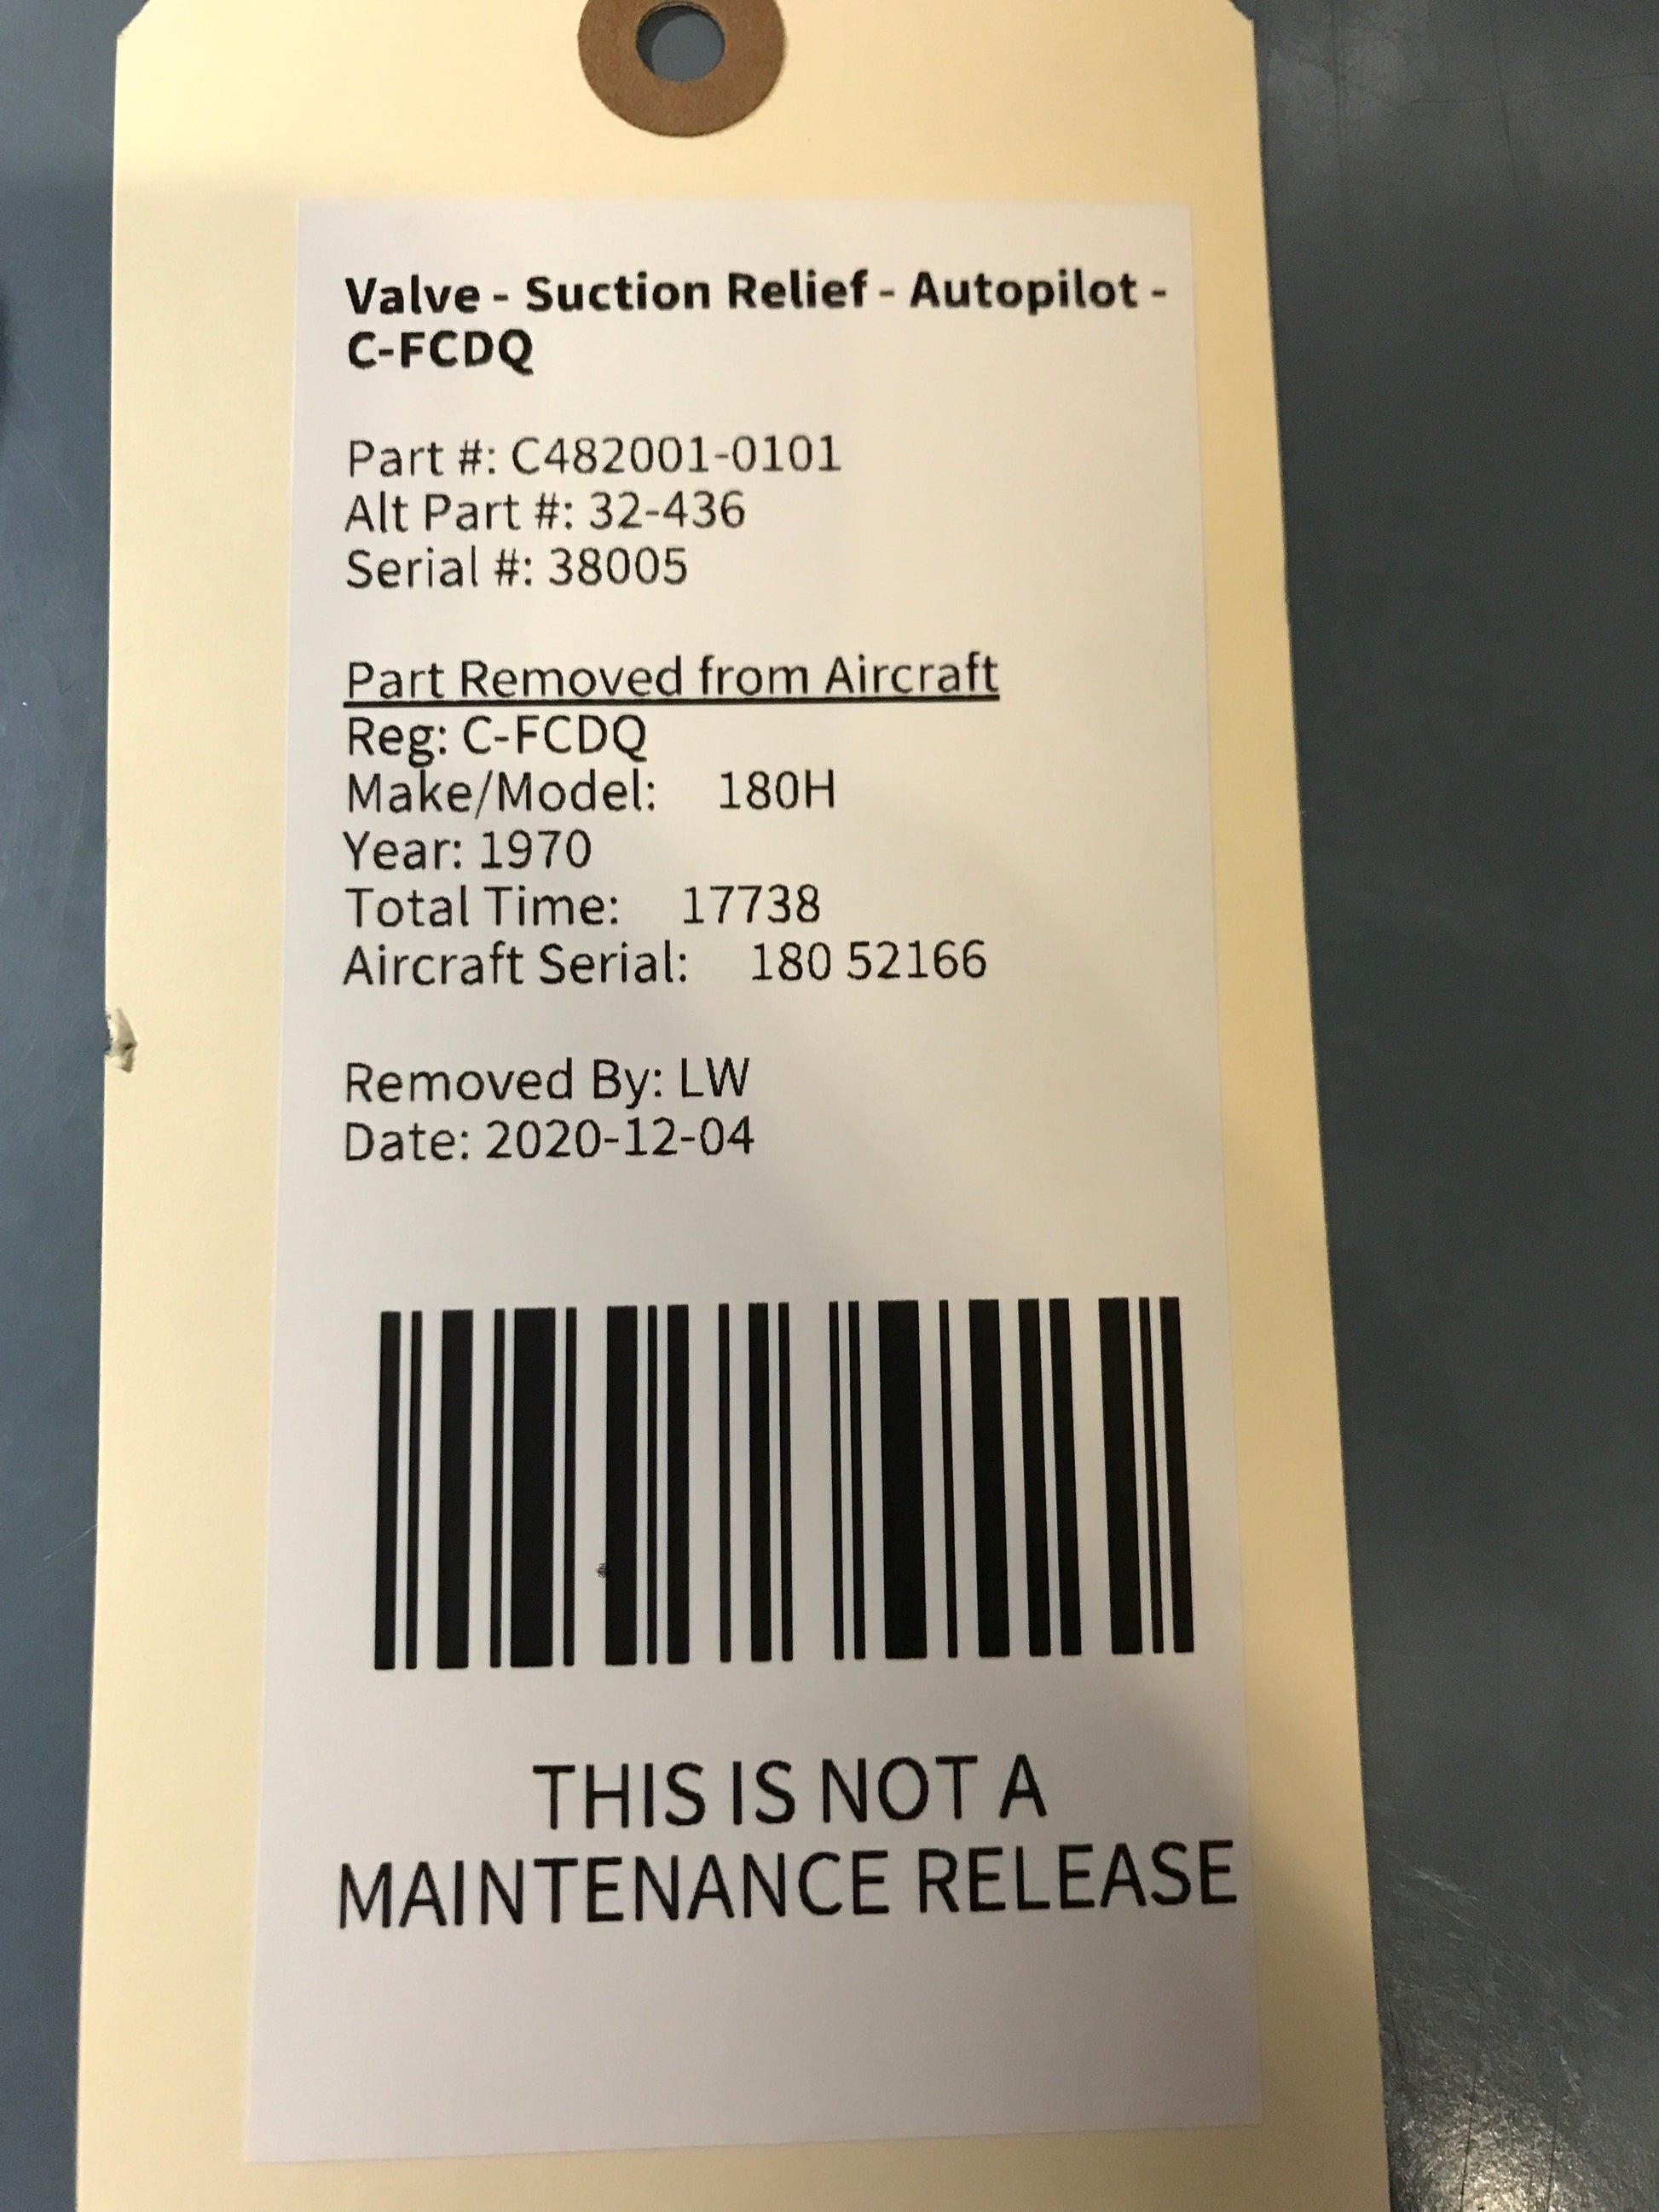 Valve - Suction Relief - Autopilot -
C-FCDQ
Part #: C482001-0101
Alt Part #: 32-436
Serial #: 38005
Part Removed from Aircraft
Reg: C-FCDQ
Make/Model: 180H
Year: 1970
Total Time: 17738
Aircraft Serial: 180 52166
Removed By: LW
Date: 2020-12-04
THIS IS NOT A
MAINTENANCE RELEASE